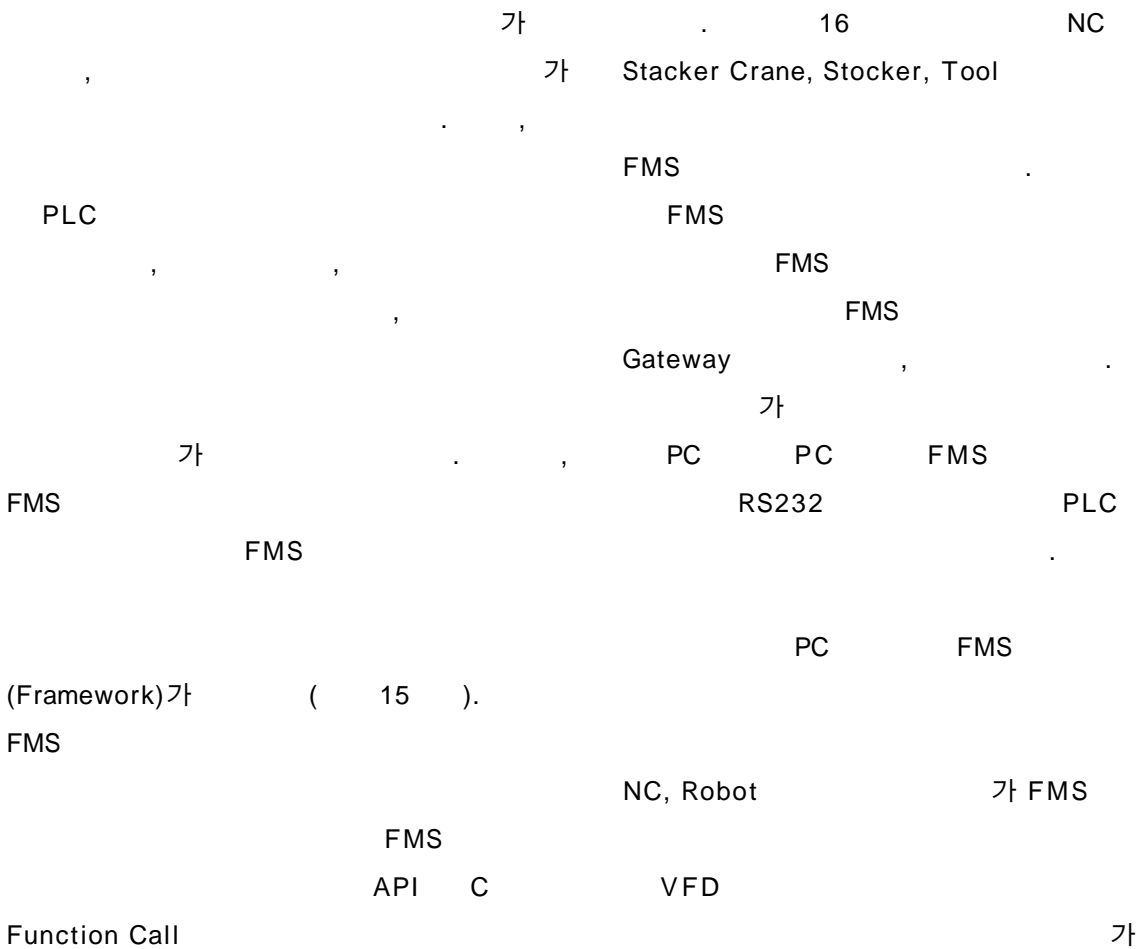 가
,
. ,
PLC
, ,
,
가 . ,
FMS
FMS
(Framework)가 ( 15 ).
FMS
FMS
API C
Function Call
. 16 NC
가 Stacker Crane, Stocker, Tool
FMS .
FMS
FMS
FMS
Gateway , .
가
PC PC FMS
RS232 PLC
.
PC FMS
NC, Robot 가 FMS
VFD
가